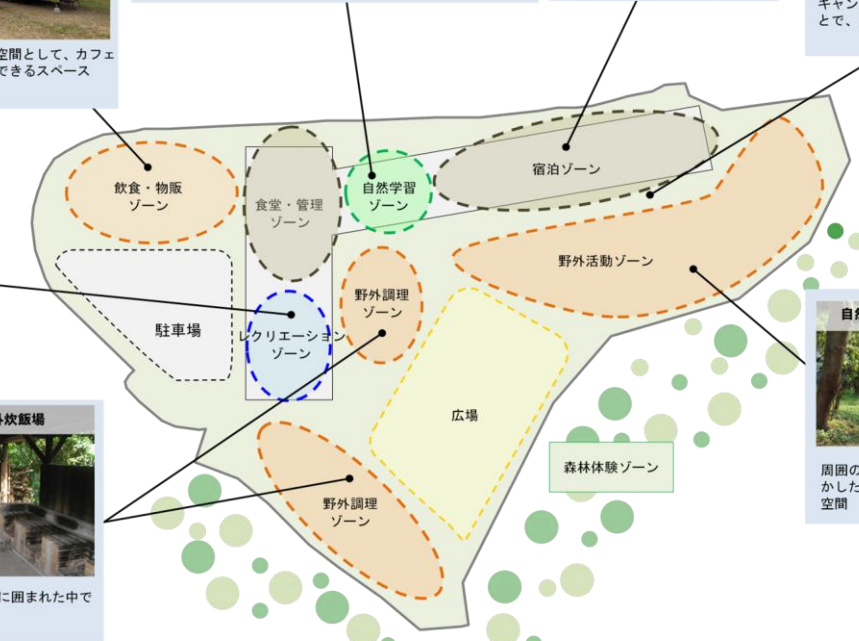 空間として、カフェ
できるスペース
キャン
とで、
飲食・物販
ゾーン
食堂・管理
ゾーン
自然学習
ゾーン
宿泊ゾーン
野外活動ゾーン
野外調理
ゾーン
駐車場
レクリエーション
ゾーン
広場
森林体験ゾーン
野外調理
ゾーン
外炊飯場
に囲まれた中で
自然
周囲の
かした
空間